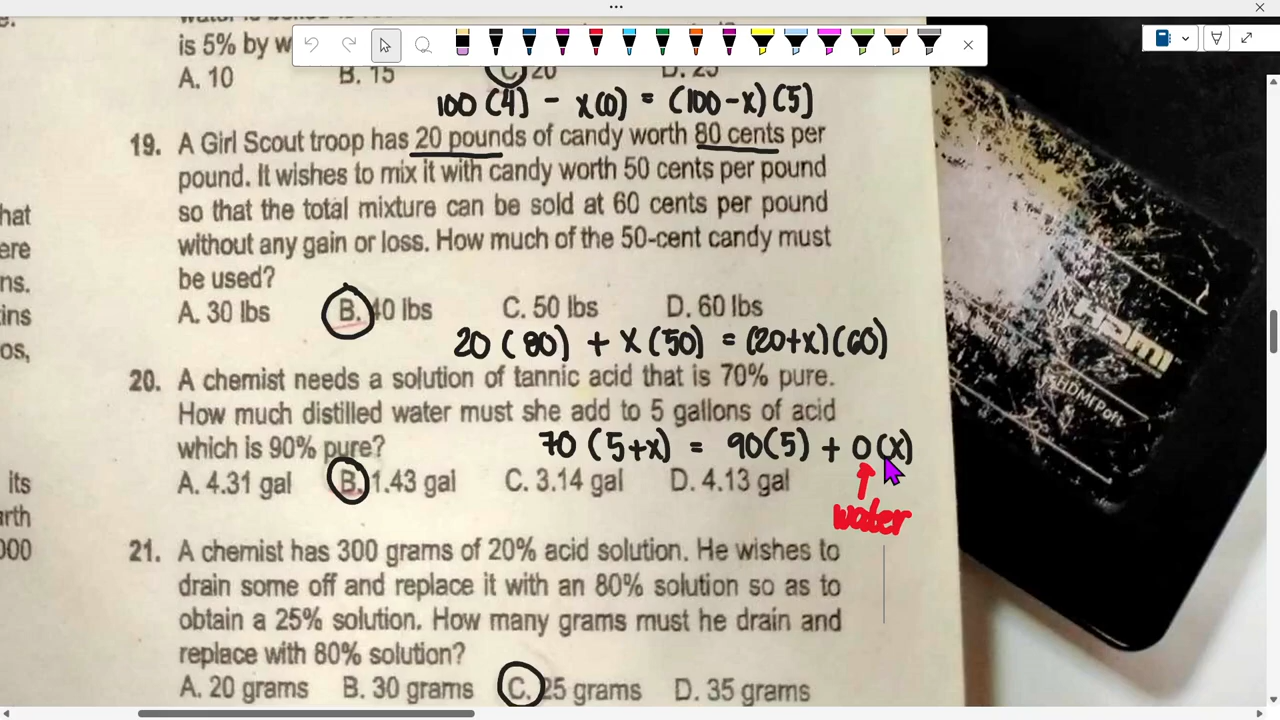 is 5% by w
A. 10 B. 15 C. 20 D. 25
100 (4) - x(0) = (100-x)(5)
19. A Girl Scout troop has 20 pounds of candy worth 80 cents per
pound. It wishes to mix it with candy worth 50 cents per pound
so that the total mixture can be sold at 60 cents per pound
without any gain or loss. How much of the 50-cent candy must
be used?
A. 30 lbs B. 40 lbs C. 50 lbs D. 60 lbs
20 (80) + x (50) = (20+x)(60)
20. A chemist needs a solution of tannic acid that is 70% pure.
How much distilled water must she add to 5 gallons of acid
which is 90% pure?
70 (5+x) = 90(5) + 0(x)
A. 4.31 gal B. 1.43 gal C. 3.14 gal D. 4.13 gal
water
21. A chemist has 300 grams of 20% acid solution. He wishes to
drain some off and replace it with an 80% solution so as to
obtain a 25% solution. How many grams must he drain and
replace with 80% solution?
A. 20 grams B. 30 grams C. 25 grams D. 35 grams
hat
ere
ns.
ins
os,
its
arth
000
HDMI